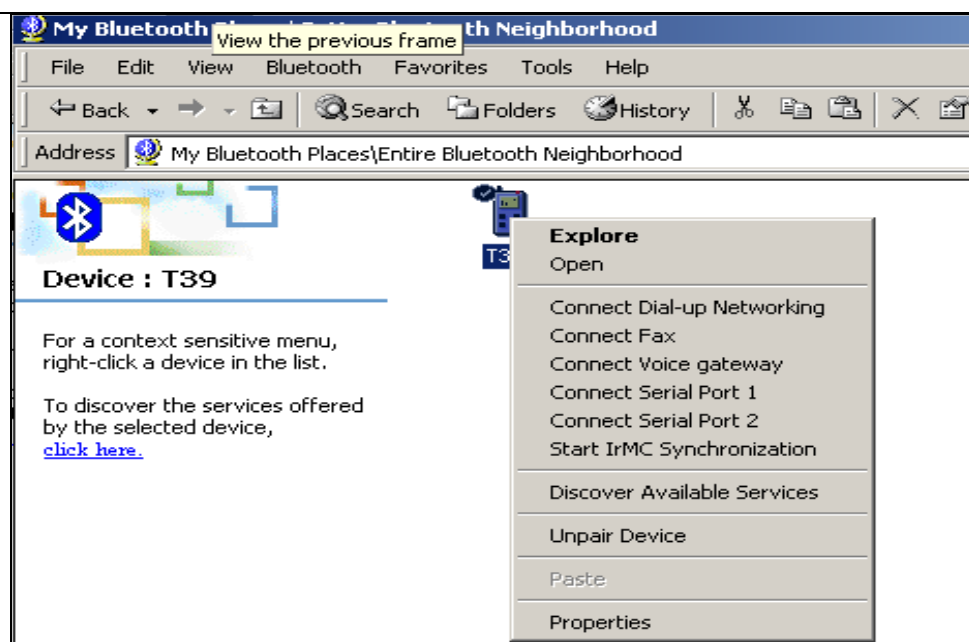 My Bluetooth
View the previous frame
th Neighborhood
File Edit View Bluetooth Favorites Tools Help
Back Search Folders History
Address My Bluetooth Places\Entire Bluetooth Neighborhood
Device : T39
For a context sensitive menu,
right-click a device in the list.
To discover the services offered
by the selected device,
click here.
T3
Explore
Open
Connect Dial-up Networking
Connect Fax
Connect Voice gateway
Connect Serial Port 1
Connect Serial Port 2
Start IrMC Synchronization
Discover Available Services
Unpair Device
Paste
Properties